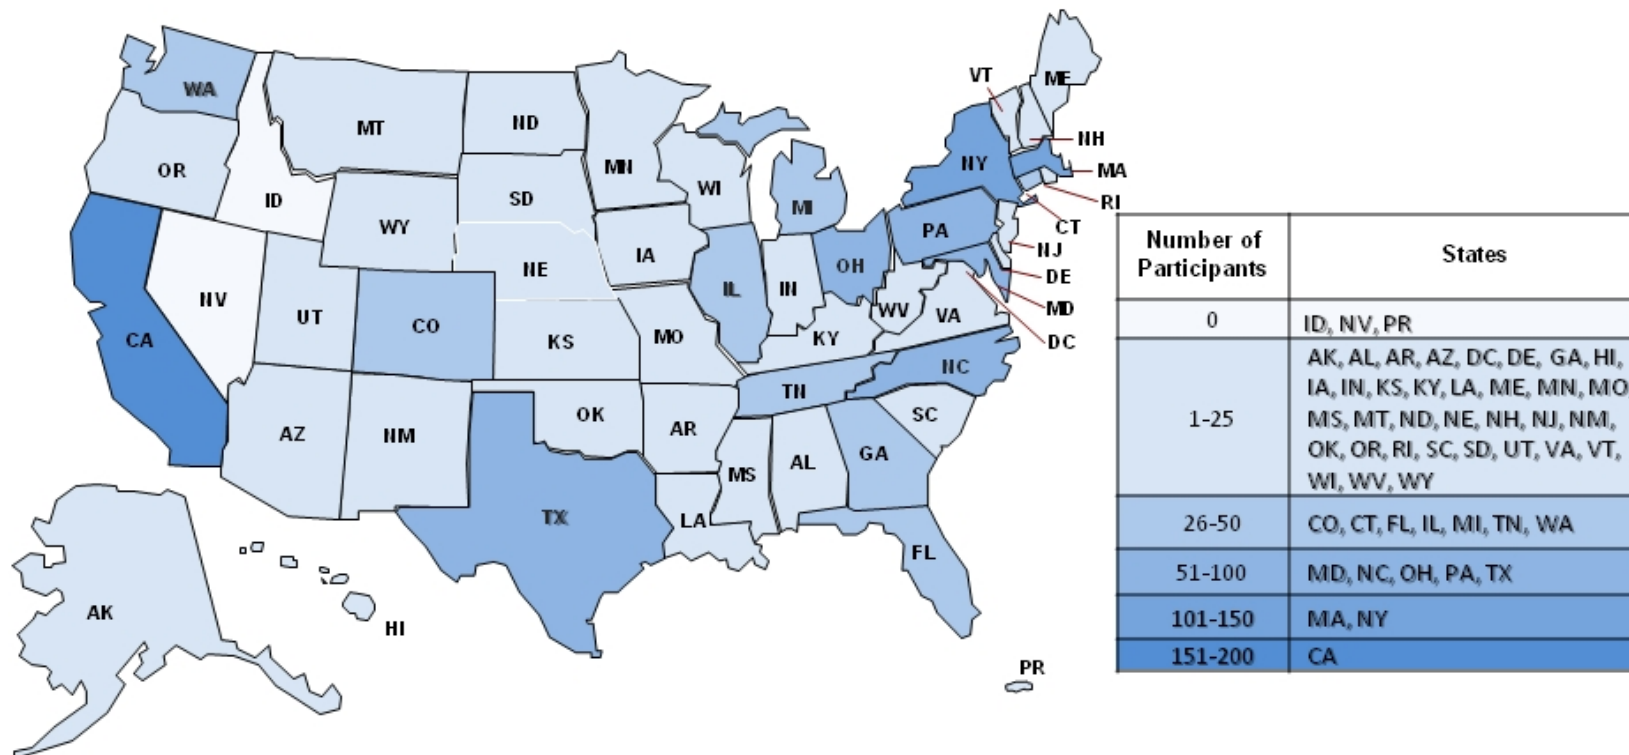 VT
ME
WA
MT
ND
NH
MN
NY
OR
MA
WI
ID
SD
MI
RI
WY
PA
CT
IA
NJ
NE
OH
DE
IL
IN
NV
WV
MD
UT
VA
CO
CA
KS
MO
KY
DC
NC
TN
OK
SC
AZ
NM
AR
GA
AL
MS
TX
LA
FL
AK
HI
PR
Number of Participants
States
0
ID, NV, PR
1-25
AK, AL, AR, AZ, DC, DE, GA, HI,
IA, IN, KS, KY, LA, ME, MN, MO
MS, MT, ND, NE, NH, NJ, NM,
OK, OR, RI, SC, SD, UT, VA, VT,
WI, WV, WY
26-50
CO, CT, FL, IL, MI, TN, WA
51-100
MD, NC, OH, PA, TX
101-150
MA, NY
151-200
CA